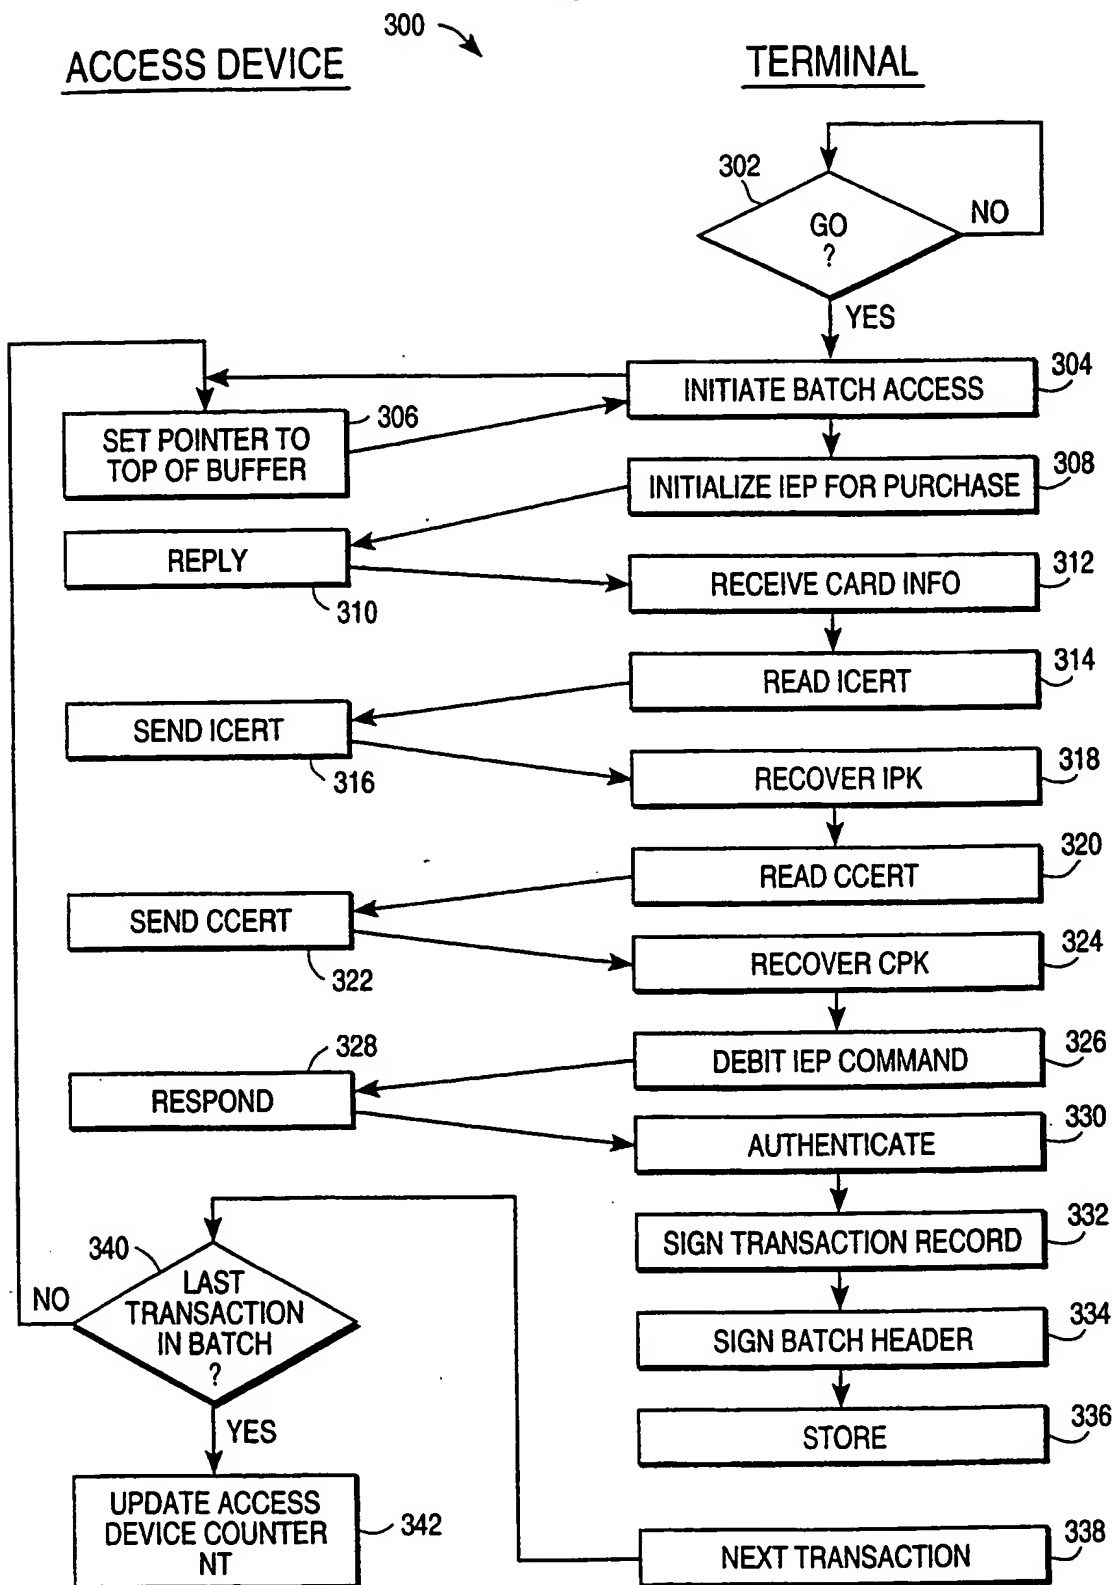 300
ACCESS DEVICE
TERMINAL
302
GO
?
NO
YES
INITIATE BATCH ACCESS
304
306
SET POINTER TO
TOP OF BUFFER
INITIALIZE IEP FOR PURCHASE
308
REPLY
310
RECEIVE CARD INFO
312
READ ICERT
314
SEND ICERT
316
RECOVER IPK
318
READ CCERT
320
SEND CCERT
322
RECOVER CPK
324
DEBIT IEP COMMAND
326
328
RESPOND
AUTHENTICATE
330
SIGN TRANSACTION RECORD
332
340
LAST
TRANSACTION
IN BATCH
?
NO
YES
SIGN BATCH HEADER
334
STORE
336
UPDATE ACCESS
DEVICE COUNTER
NT
342
NEXT TRANSACTION
338